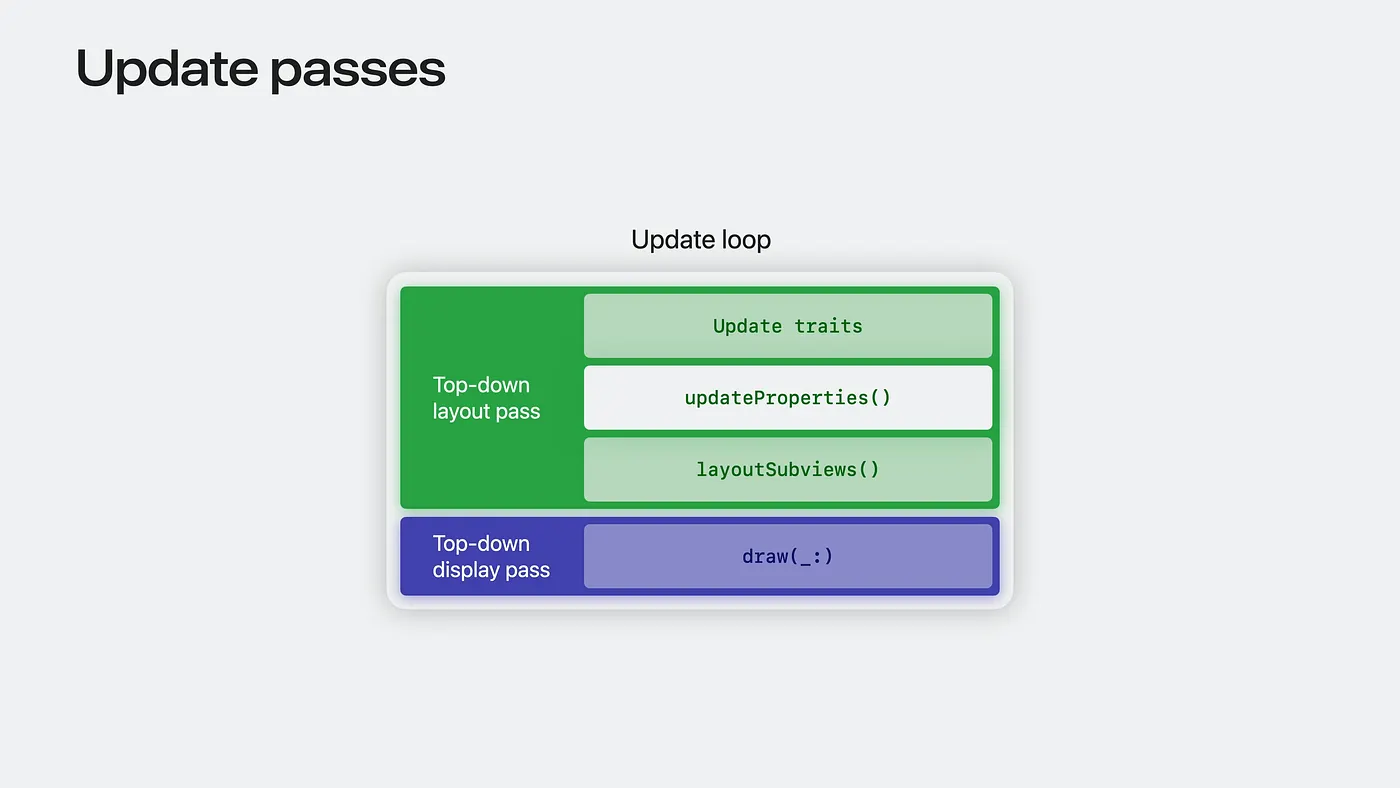 Update passes
Update loop
Top-down
layout pass
Update traits
updateProperties()
layoutSubviews()
Top-down
display pass
draw(_:)